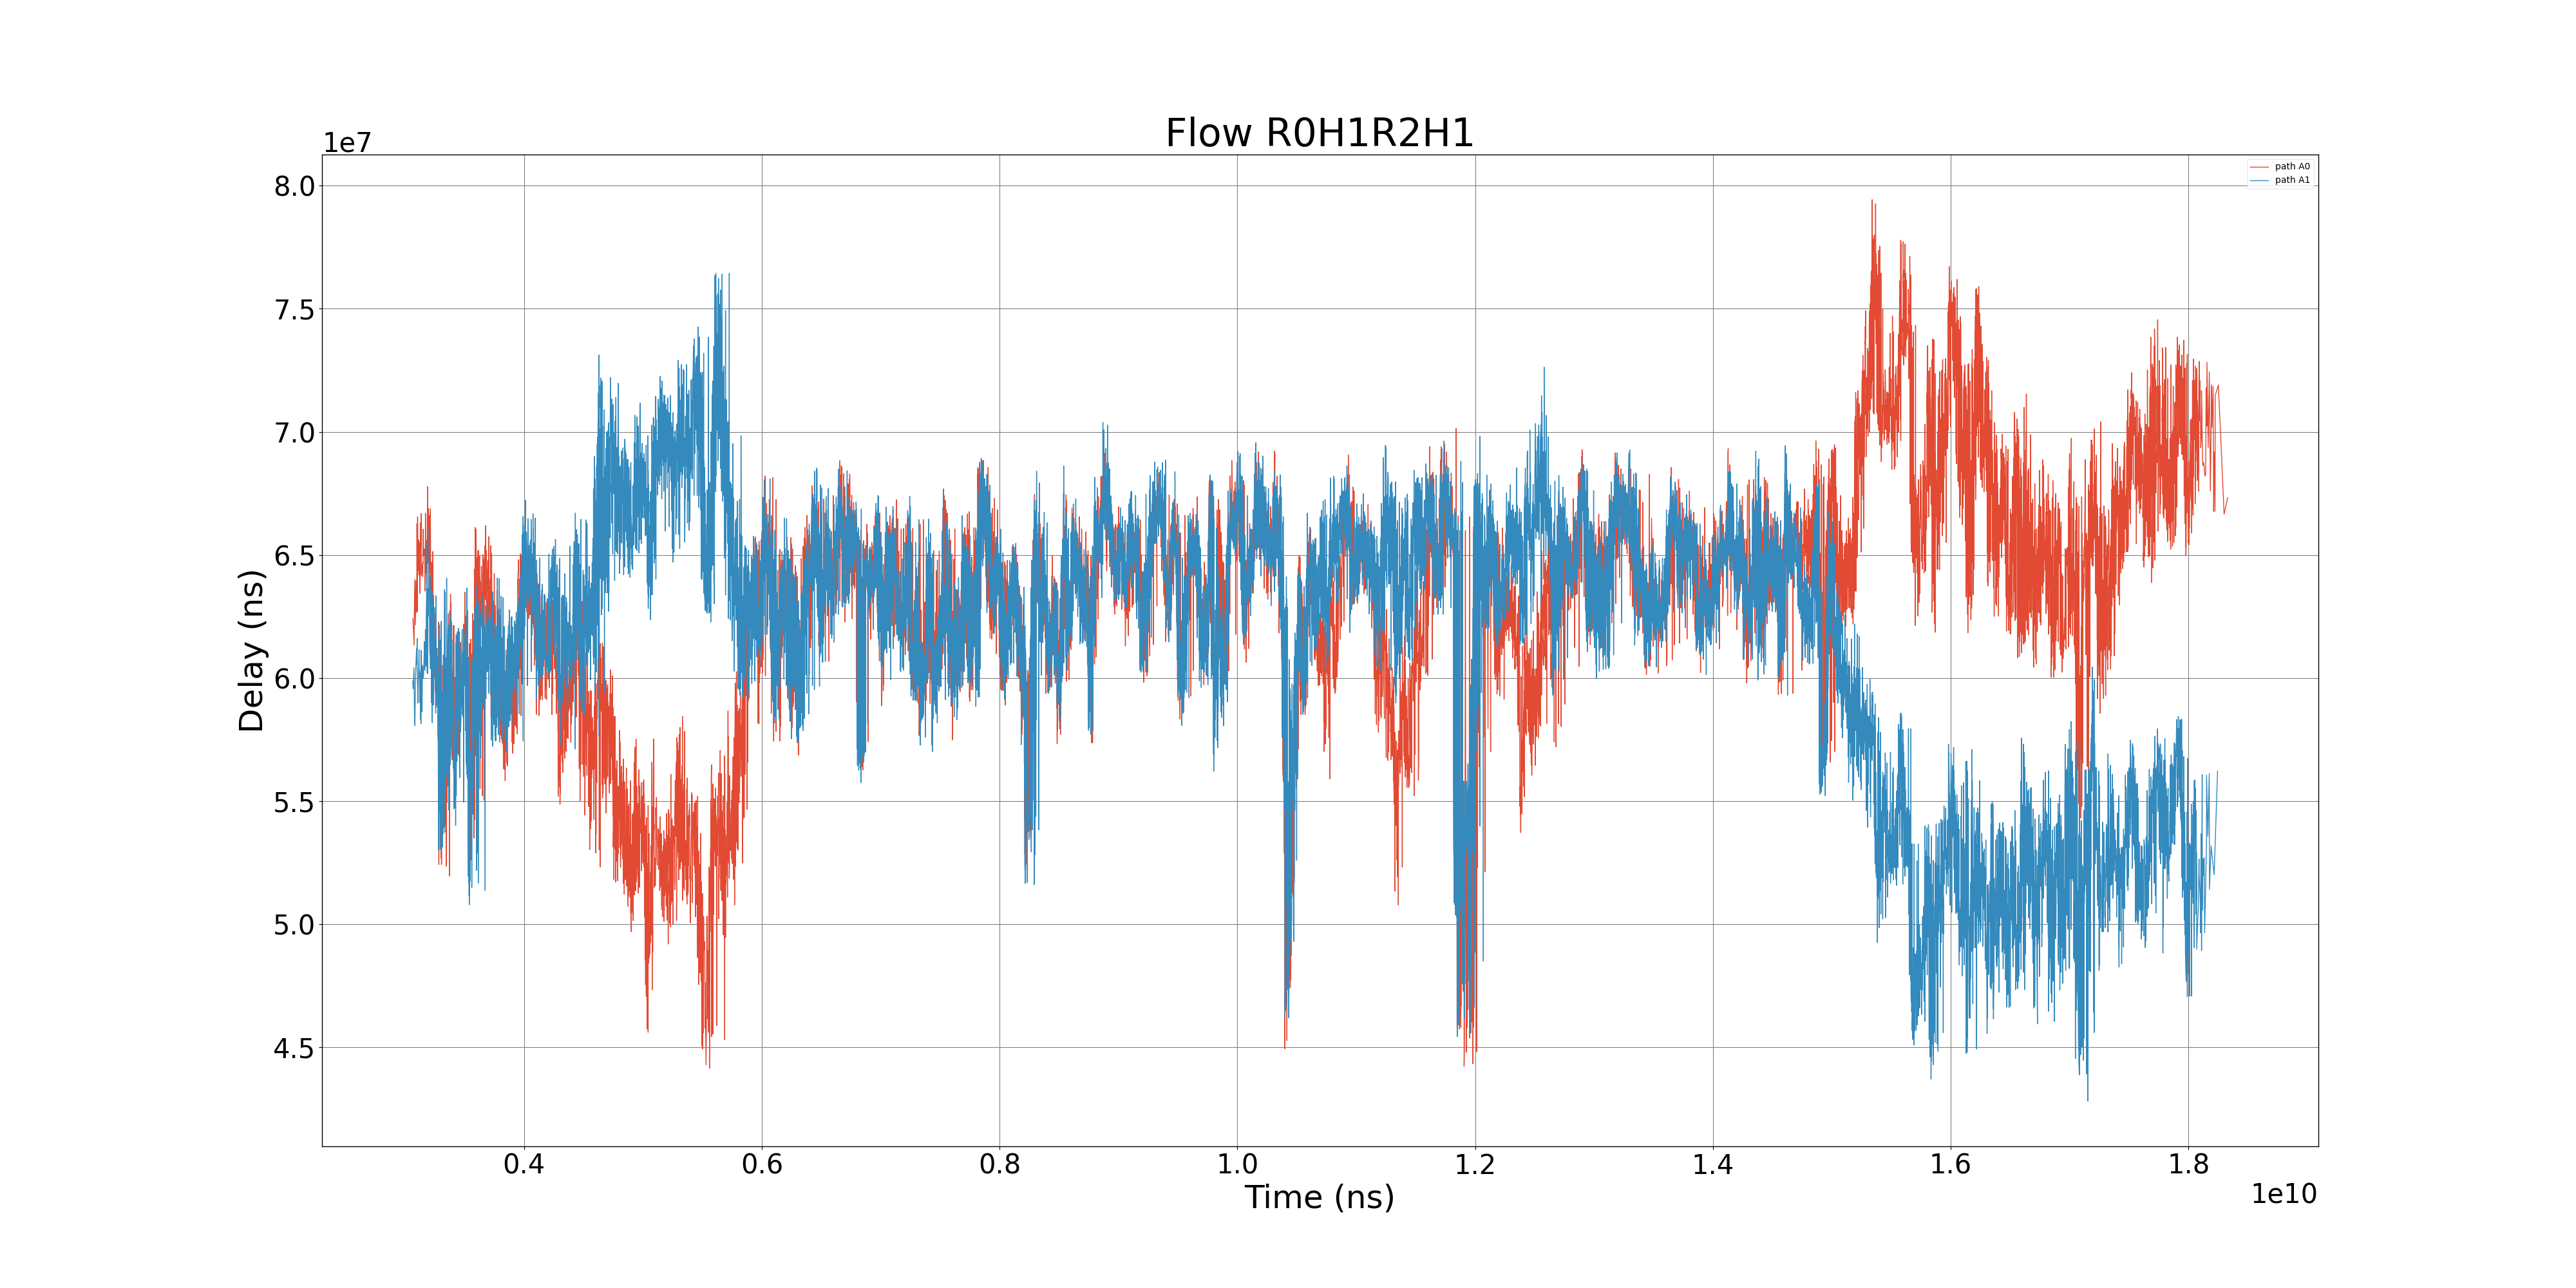 Flow R0H1R2H1
1e7
path A0
path A1
8.0
7.5
7.0
6.5
6.0
5.5
5.0
4.5
Delay (ns)
0.4 0.6 0.8 1.0 1.2 1.4 1.6 1.8
Time (ns)
1e10